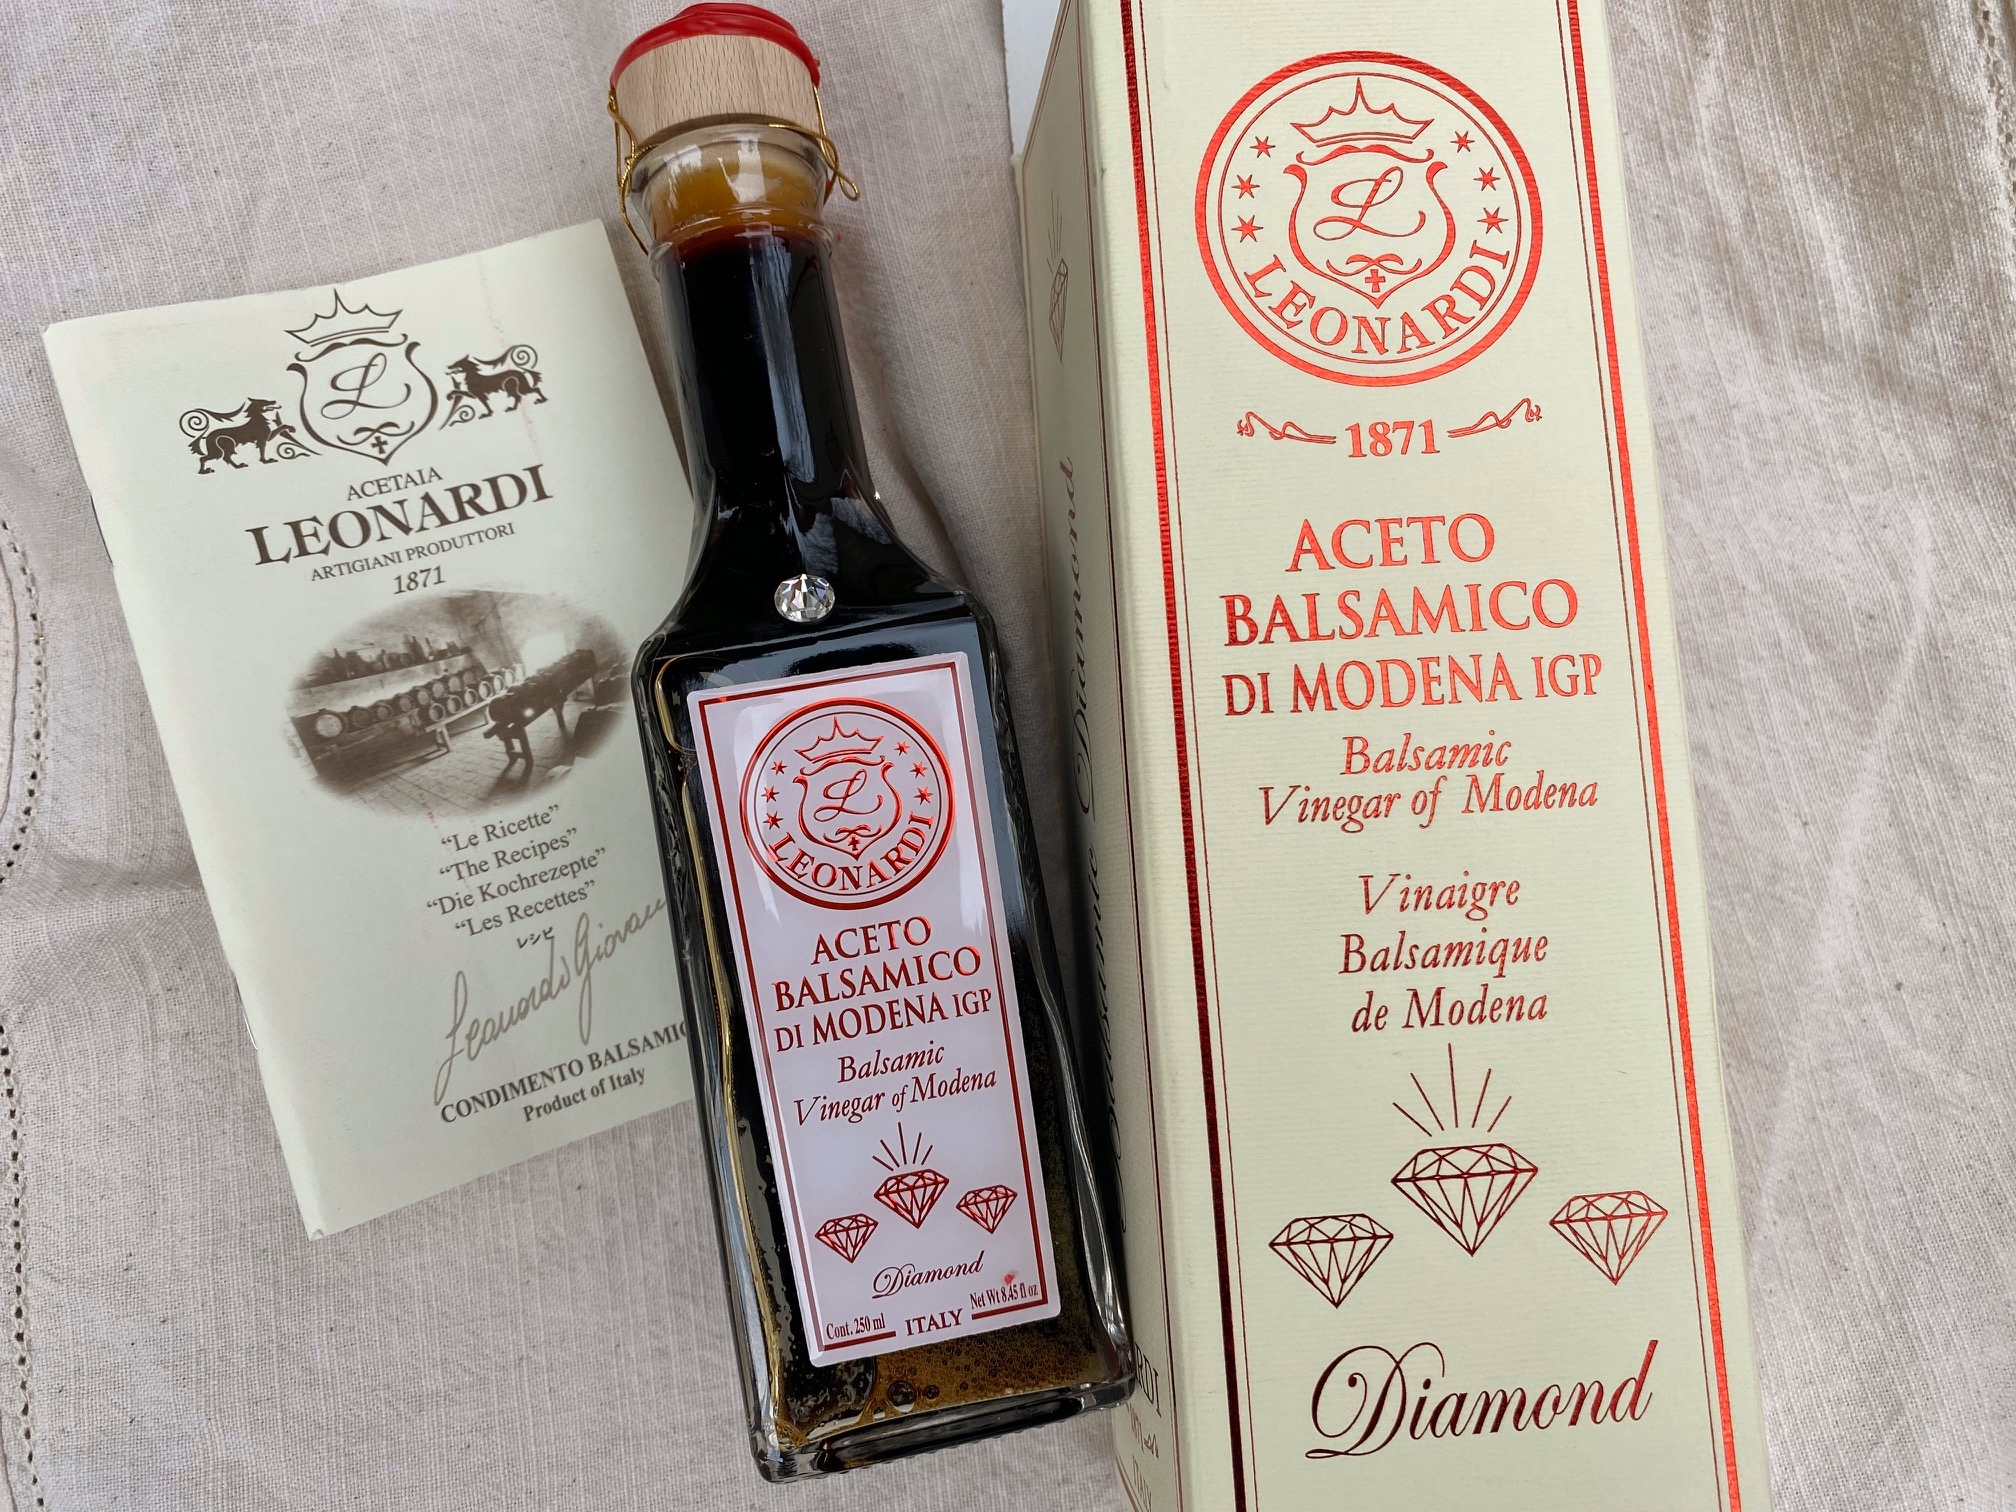 L
ACETAIA
LEONARDI
ARTIGIANI PRODUTTORI
1871
“Le Ricette”
“The Recipes”
“Die Kochrezepte”
“Les Recettes”
レシピ
Leonardi
CONDIMENTO
Product of Italy
L
LEONARDI
ACETO
BALSAMICO
DI MODENA IGP
Balsamic
Vinegar of Modena
Diamond
Cont. 250 ml
ITALY
Net Wt 8.45 fl oz
Diamond
L
LEONARDI
1871
ACETO
BALSAMICO
DI MODENA IGP
Balsamic
Vinegar of Modena
Vinaigre
Balsamique
de Modena
Diamond